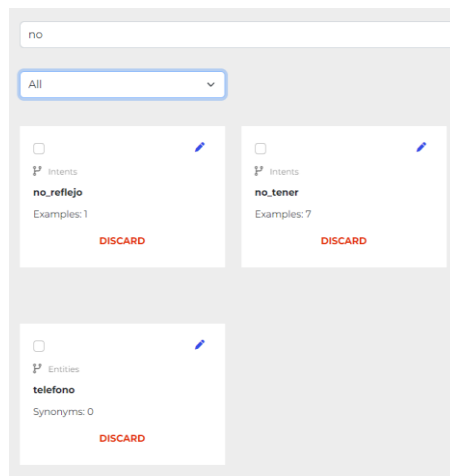 no
All
Intents
no_reflejo
Examples: 1
DISCARD
Intents
no_tener
Examples: 7
DISCARD
Entities
telefono
Synonyms: 0
DISCARD